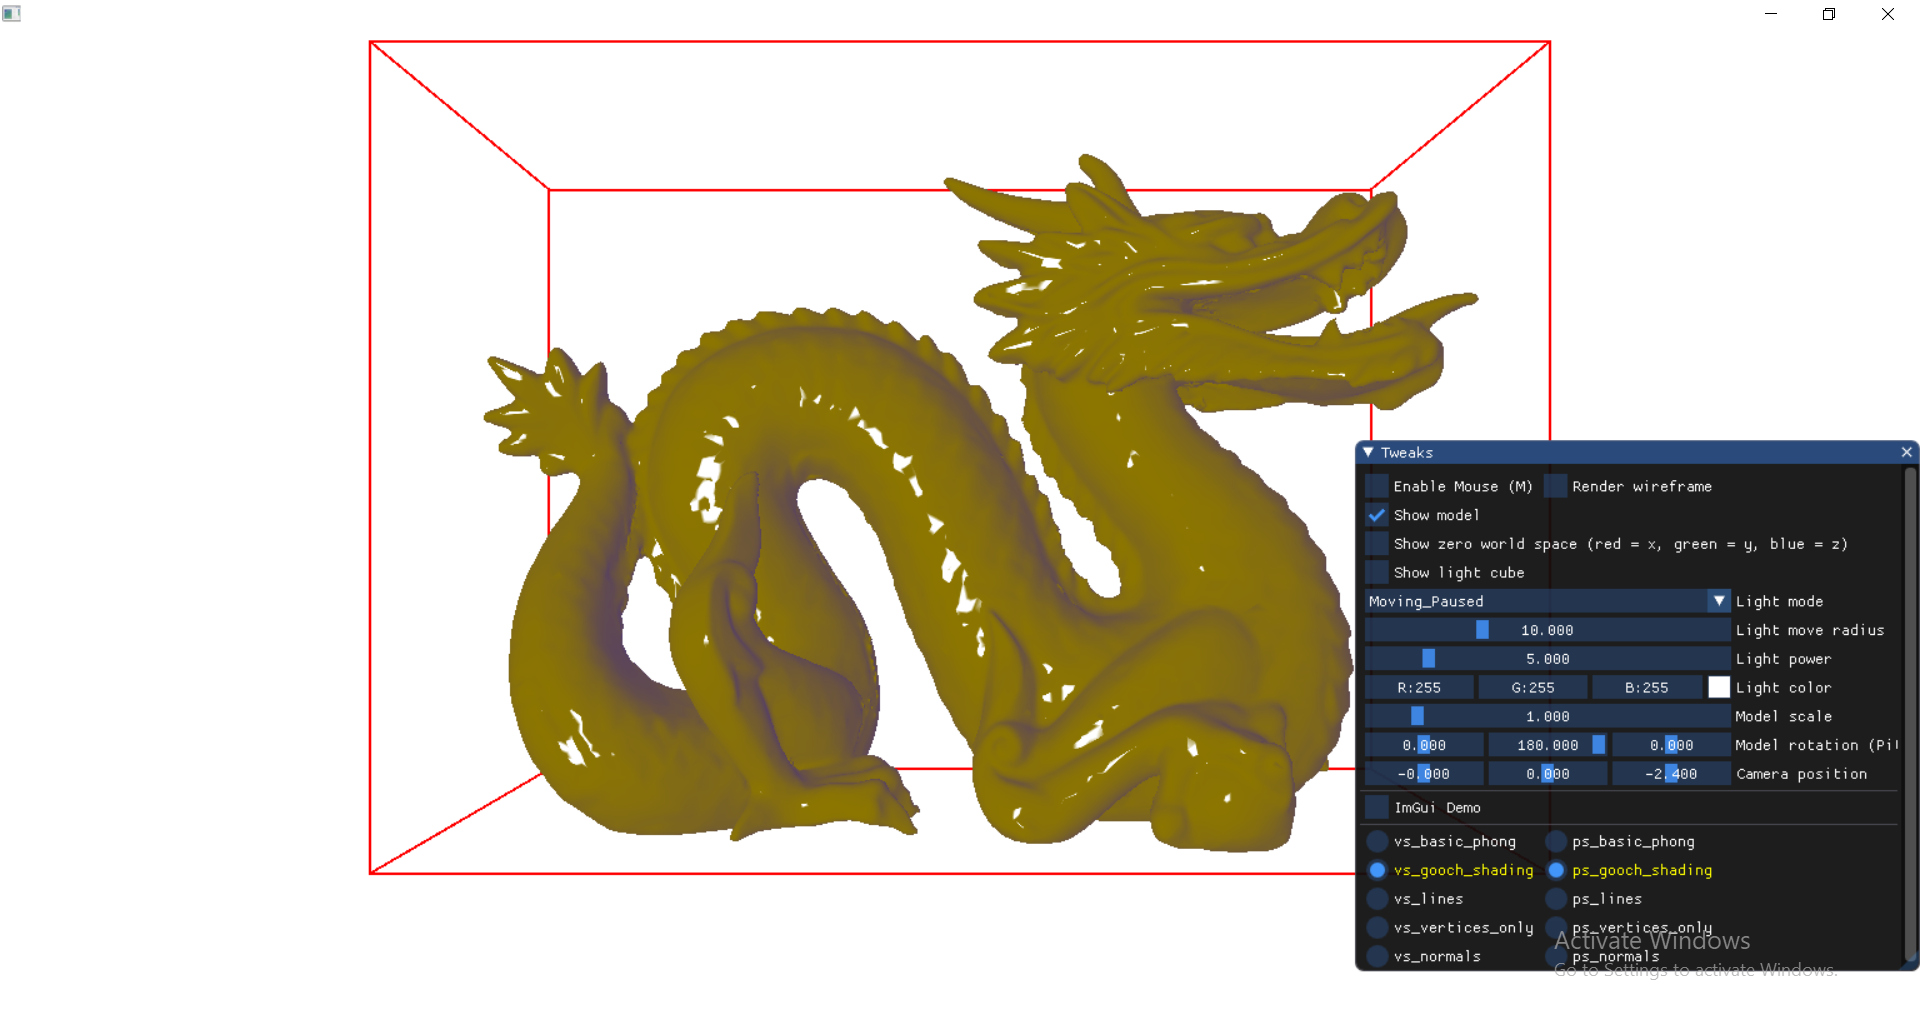 Tweaks
Enable Mouse (M) Render wireframe
Show model
Show zero world space (red = x, green = y, blue = z)
Show light cube
Moving_Paused Light mode
10.000 Light move radius
5.000 Light power
R:255 G:255 B:255 Light color
1.000 Model scale
0.000 180.000 0.000 Model rotation
-0.000 0.000 -2.400 Camera position
ImGui Demo
vs_basic_phong ps_basic_phong
vs_gooch_shading ps_gooch_shading
vs_lines ps_lines
vs_vertices_only ps_vertices_only
Activate Windows
vs_normals ps_normals
Go to Settings to activate Windows.